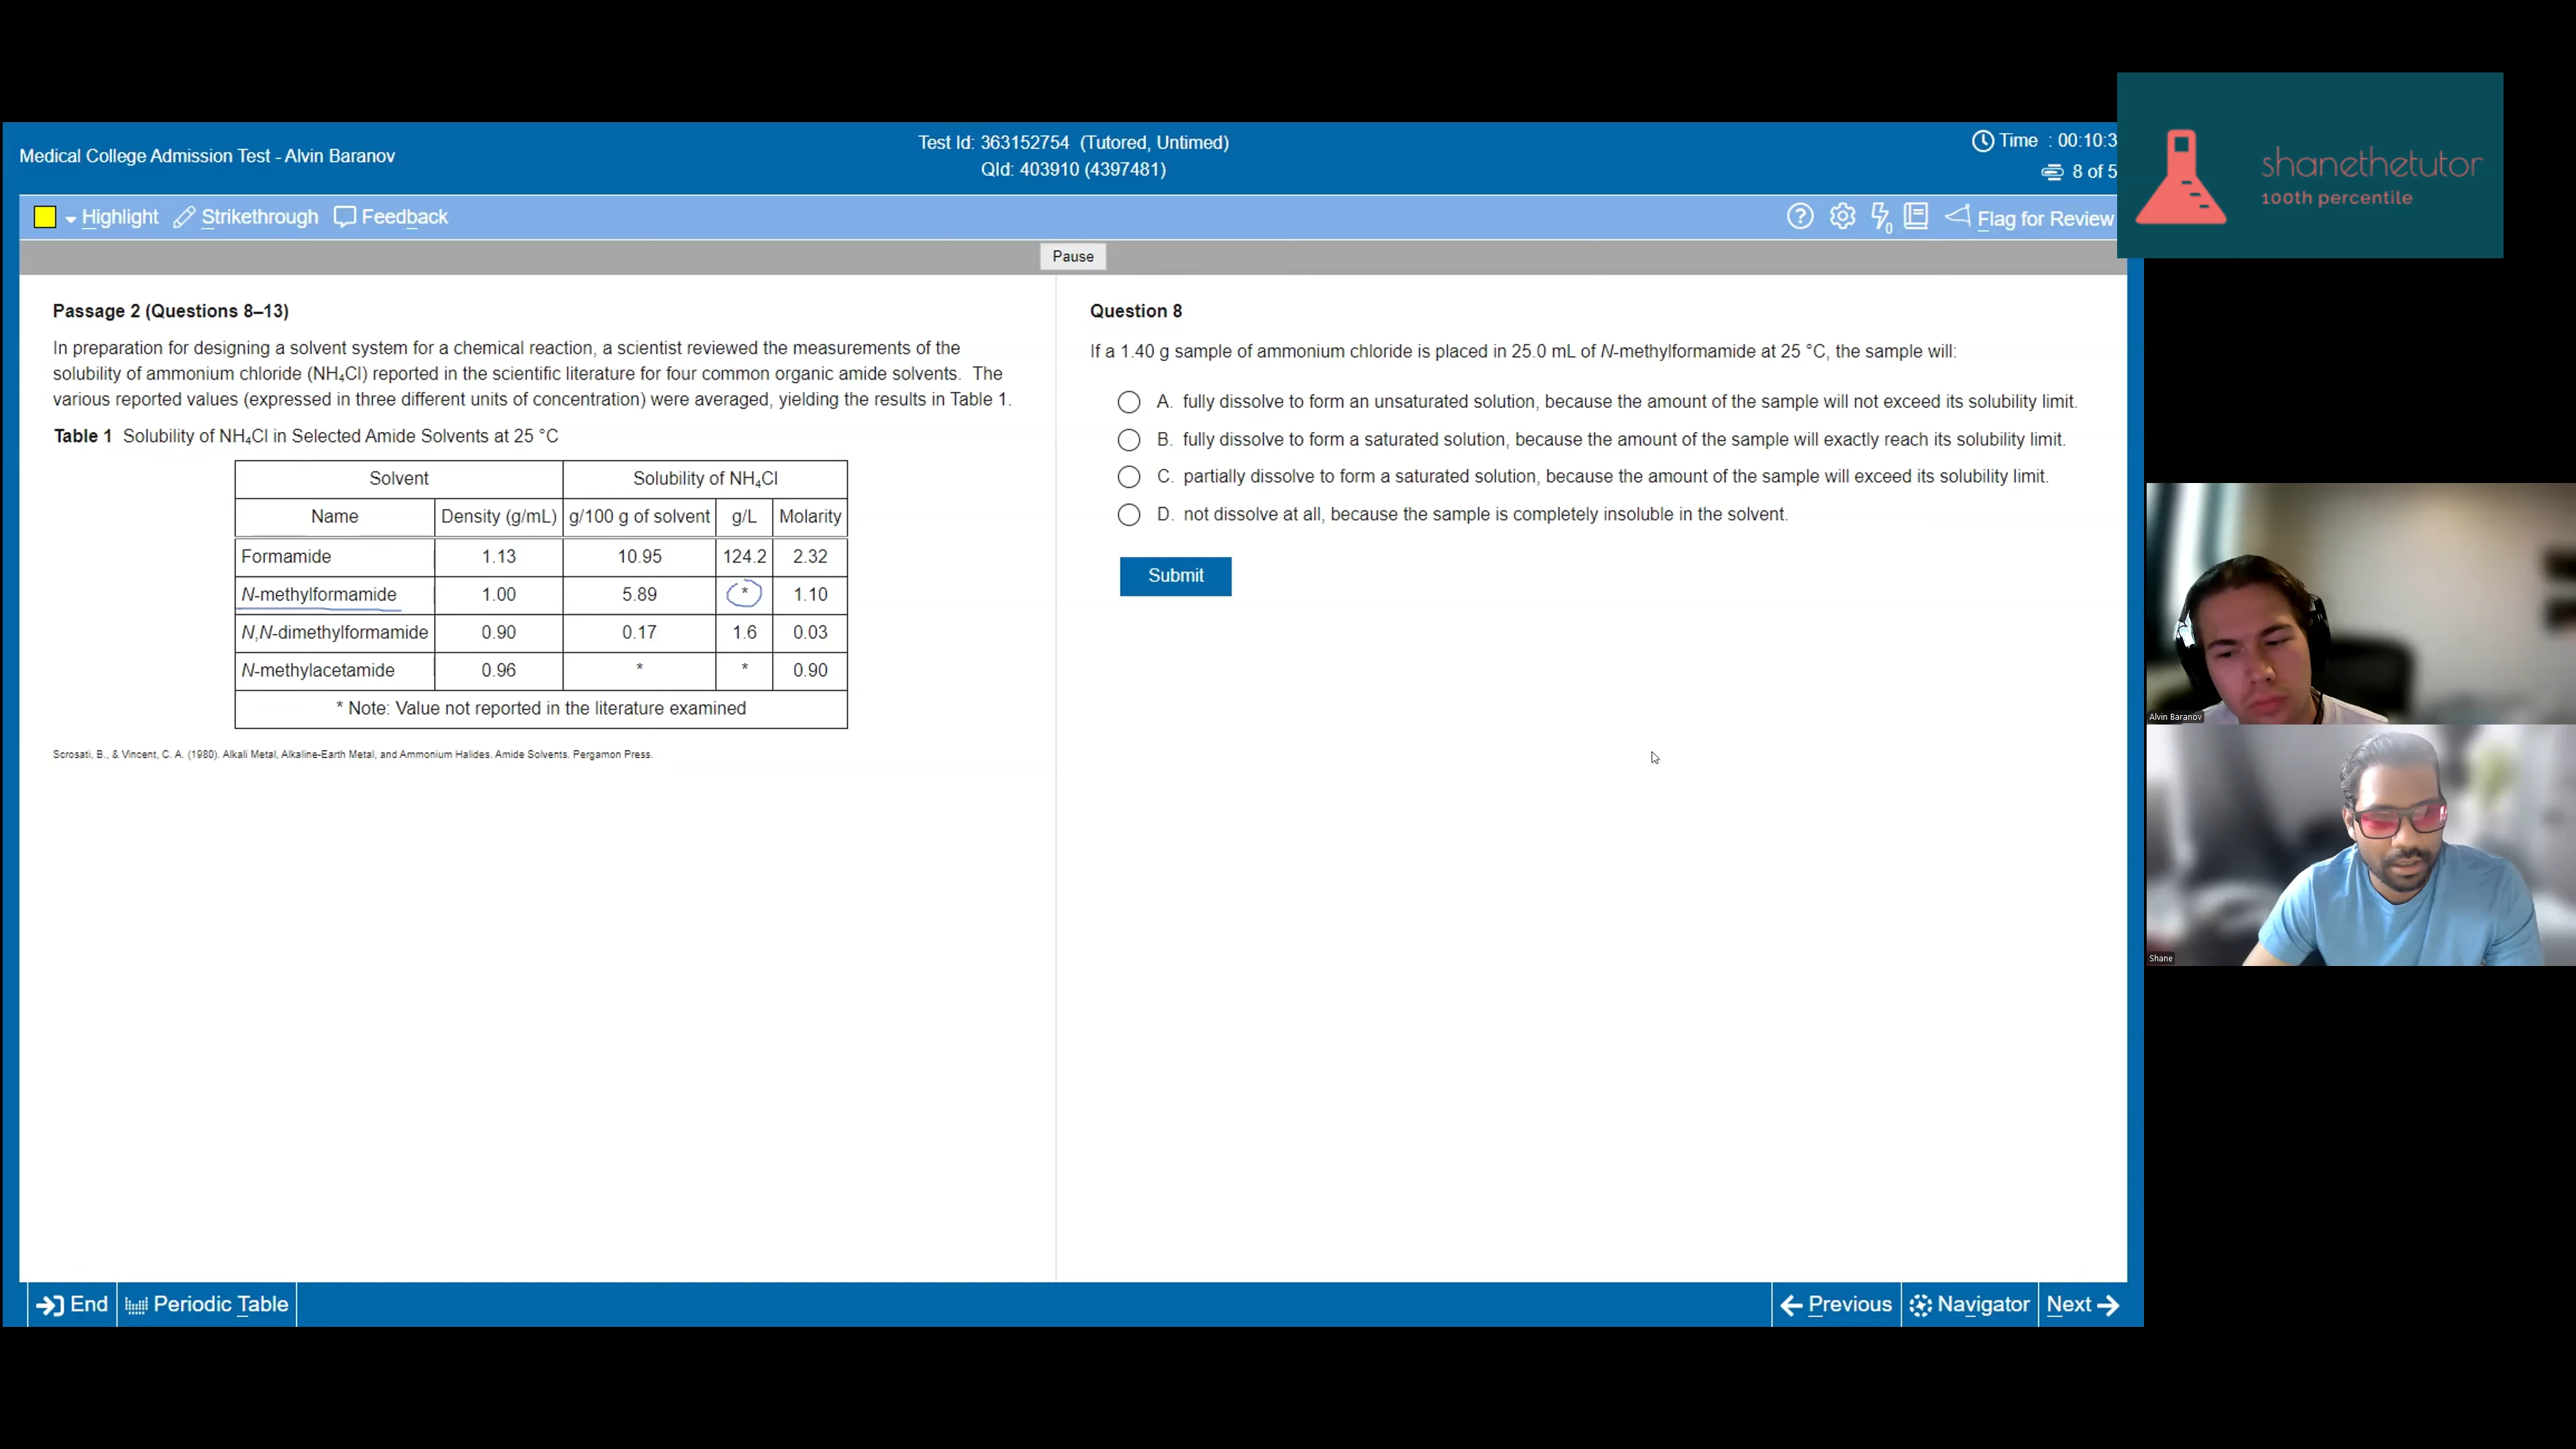 Medical College Admission Test - Alvin Baranov
Test Id: 363152754 (Tutored, Untimed)
QId: 403910 (4397481)
Time : 00:10:3
8 of 5
shanethetutor
100th percentile
Highlight Strikethrough Feedback
Flag for Review
Pause
Passage 2 (Questions 8–13)
In preparation for designing a solvent system for a chemical reaction, a scientist reviewed the measurements of the
solubility of ammonium chloride (NH₄Cl) reported in the scientific literature for four common organic amide solvents. The
various reported values (expressed in three different units of concentration) were averaged, yielding the results in Table 1.
Table 1 Solubility of NH₄Cl in Selected Amide Solvents at 25 °C
Solvent Solubility of NH₄Cl
Name Density (g/mL) g/100 g of solvent g/L Molarity
Formamide 1.13 10.95 124.2 2.32
N-methylformamide 1.00 5.89 * 1.10
N,N-dimethylformamide 0.90 0.17 1.6 0.03
N-methylacetamide 0.96 * * 0.90
* Note: Value not reported in the literature examined
Scrosati, B., & Vincent, C. A. (1980). Alkali Metal, Alkaline-Earth Metal, and Ammonium Halides. Amide Solvents. Pergamon Press.
Question 8
If a 1.40 g sample of ammonium chloride is placed in 25.0 mL of N-methylformamide at 25 °C, the sample will:
A. fully dissolve to form an unsaturated solution, because the amount of the sample will not exceed its solubility limit.
B. fully dissolve to form a saturated solution, because the amount of the sample will exactly reach its solubility limit.
C. partially dissolve to form a saturated solution, because the amount of the sample will exceed its solubility limit.
D. not dissolve at all, because the sample is completely insoluble in the solvent.
Submit
Alvin Baranov
Shane
End Periodic Table
Previous Navigator Next